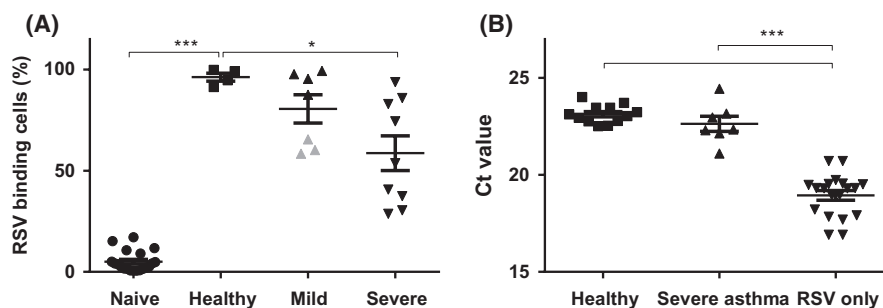 (A)
*** *
RSV binding cells (%)
100
50
0
Naive Healthy Mild Severe
(B)
***
Ct value
25
20
15
Healthy Severe asthma RSV only